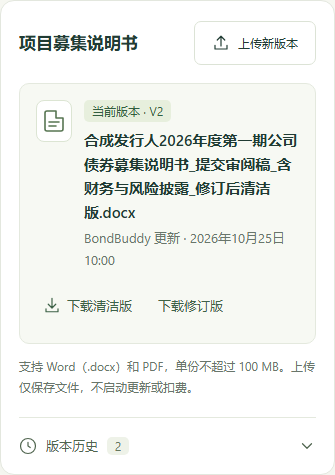 项目募集说明书
上传新版本
当前版本 · V2
合成发行人2026年度第一期公司
债券募集说明书_提交审阅稿_含
财务与风险披露_修订后清洁
版.docx
BondBuddy 更新 · 2026年10月25日
10:00
下载清洁版
下载修订版
支持 Word（.docx）和 PDF，单份不超过 100 MB。上传
仅保存文件，不启动更新或扣费。
版本历史 2